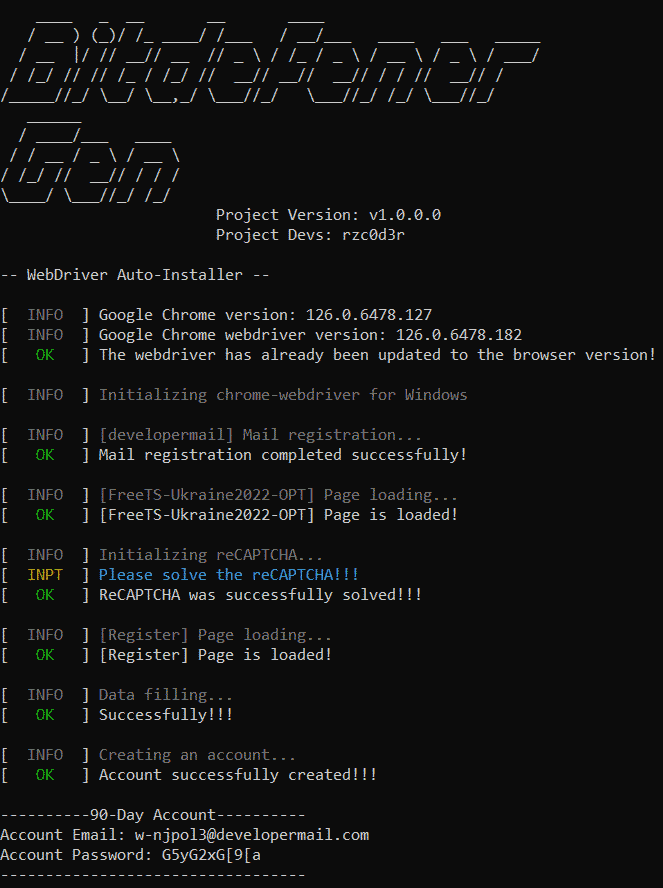 Bitdefener
Gen
Project Version: v1.0.0.0
Project Devs: rzc0d3r
-- WebDriver Auto-Installer --
[ INFO ] Google Chrome version: 126.0.6478.127
[ INFO ] Google Chrome webdriver version: 126.0.6478.182
[ OK ] The webdriver has already been updated to the browser version!
[ INFO ] Initializing chrome-webdriver for Windows
[ INFO ] [developermail] Mail registration...
[ OK ] Mail registration completed successfully!
[ INFO ] [FreeTS-Ukraine2022-OPT] Page loading...
[ OK ] [FreeTS-Ukraine2022-OPT] Page is loaded!
[ INFO ] Initializing reCAPTCHA...
[ INPT ] Please solve the reCAPTCHA!!!
[ OK ] ReCAPTCHA was successfully solved!!!
[ INFO ] [Register] Page loading...
[ OK ] [Register] Page is loaded!
[ INFO ] Data filling...
[ OK ] Successfully!!!
[ INFO ] Creating an account...
[ OK ] Account successfully created!!!
----------90-Day Account----------
Account Email: w-njpol3@developermail.com
Account Password: G5yG2xG[9[a
----------------------------------